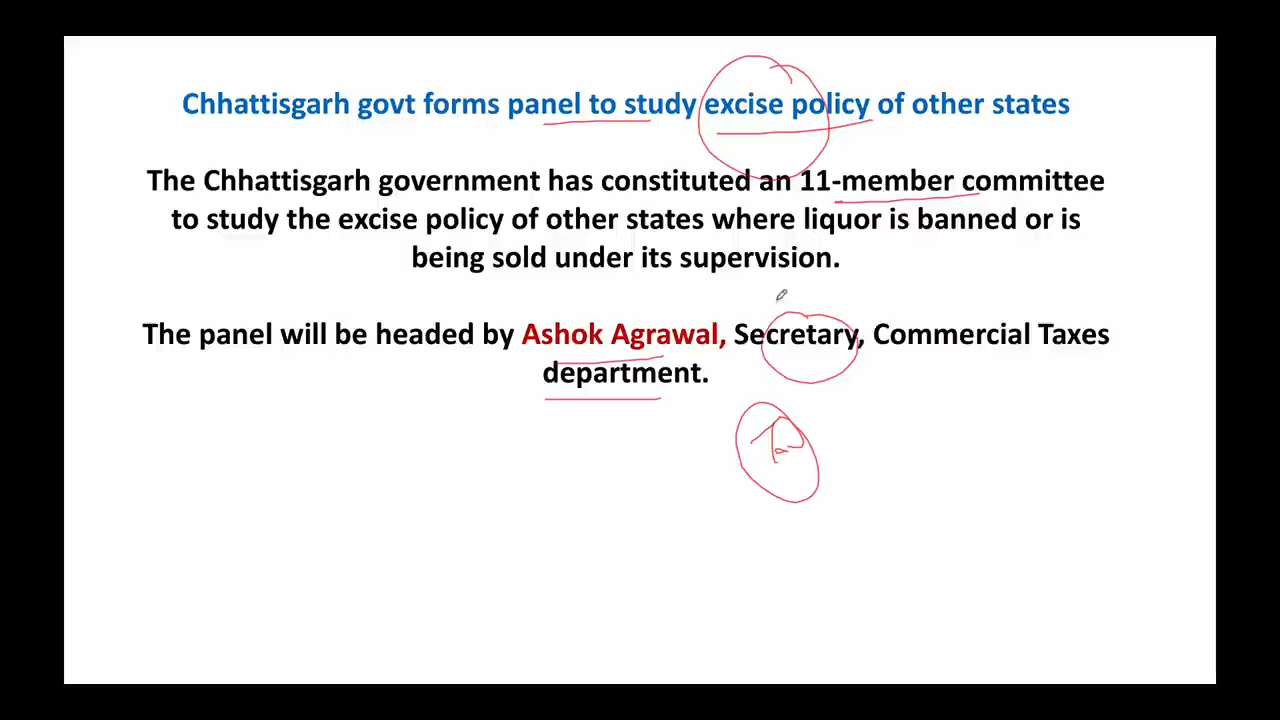 Chhattisgarh govt forms panel to study excise policy of other states
The Chhattisgarh government has constituted an 11-member committee
to study the excise policy of other states where liquor is banned or is
being sold under its supervision.
The panel will be headed by Ashok Agrawal, Secretary, Commercial Taxes
department.